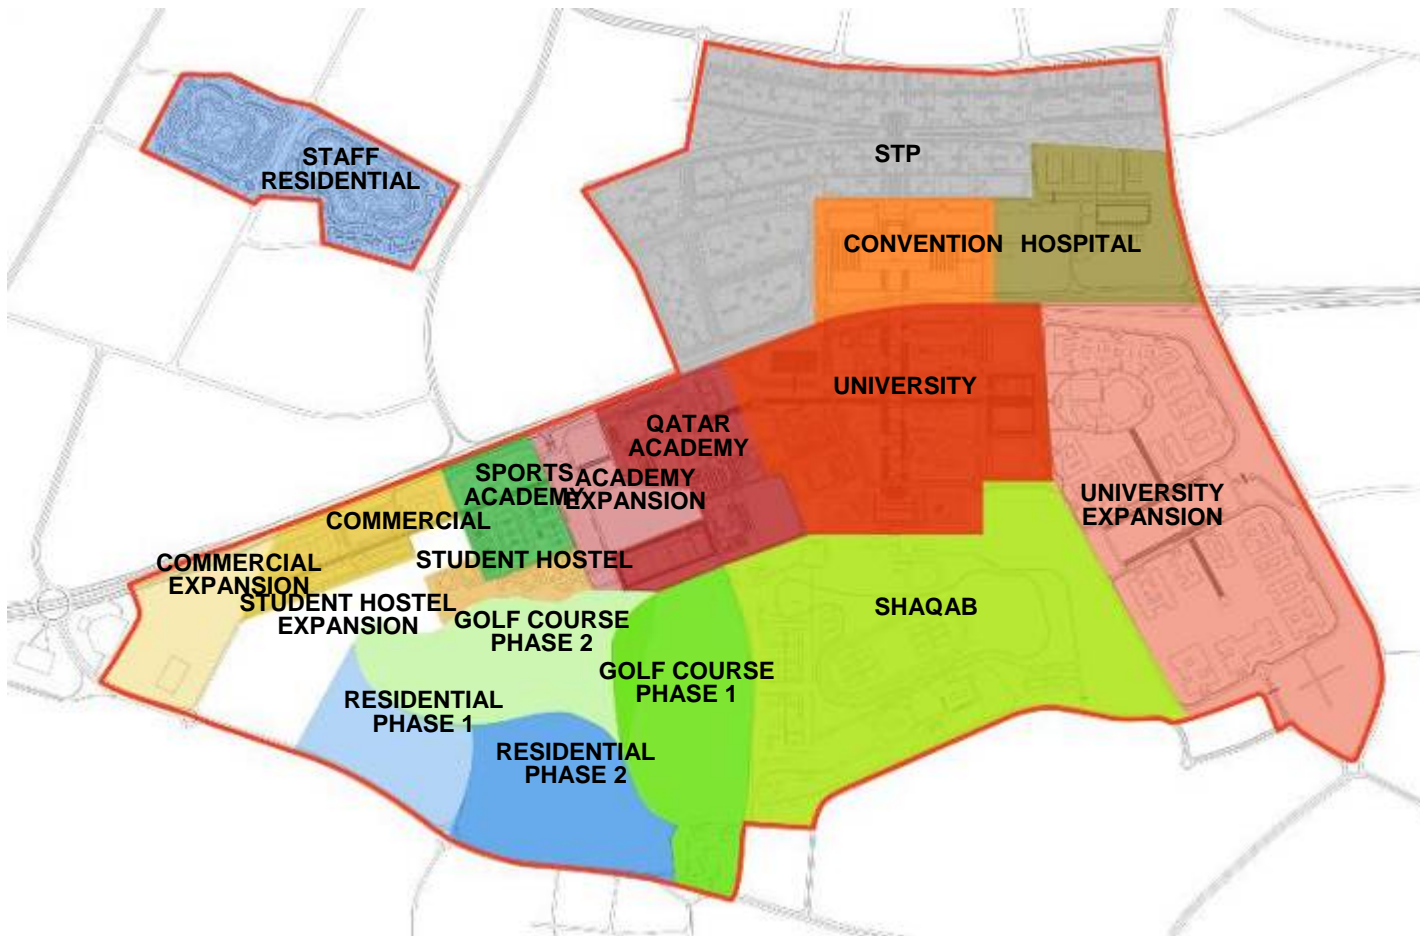 STAFF
RESIDENTIAL
STP
CONVENTION
HOSPITAL
UNIVERSITY
QATAR
ACADEMY
SPORTS
ACADEMY
ACADEMY
EXPANSION
UNIVERSITY
EXPANSION
COMMERCIAL
COMMERCIAL
EXPANSION
STUDENT HOSTEL
STUDENT HOSTEL
EXPANSION
GOLF COURSE
PHASE 2
SHAQAB
GOLF COURSE
PHASE 1
RESIDENTIAL
PHASE 1
RESIDENTIAL
PHASE 2